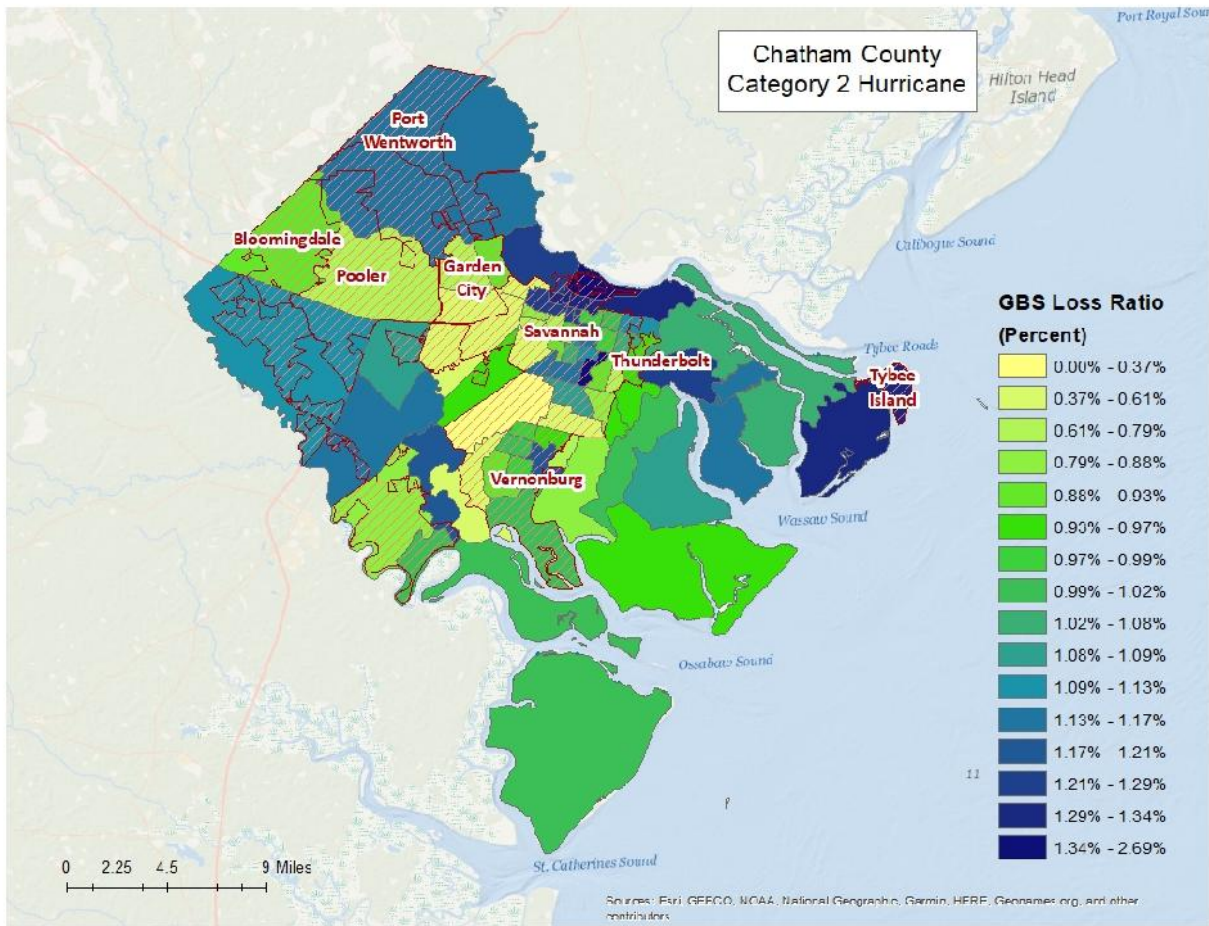 Port Royal Sound
Chatham County
Category 2 Hurricane
Hilton Head
Island
Port
Wentworth
Bloomingdale
Pooler
Garden
City
Savannah
Thunderbolt
Calibogue Sound
Tybee Roads
Tybee
Island
Vernonburg
Wassaw Sound
Ossabaw Sound
St. Catherines Sound
GBS Loss Ratio
(Percent)
0.00% - 0.37%
0.37% - 0.61%
0.61% - 0.79%
0.79% - 0.88%
0.88% 0.93%
0.93% - 0.97%
0.97% - 0.99%
0.99% - 1.02%
1.02% - 1.08%
1.08% - 1.09%
1.09% - 1.13%
1.13% - 1.17%
1.17% 1.21%
1.21% - 1.29%
1.29% - 1.34%
1.34% - 2.69%
11
0 2.25 4.5 9 Miles
Sources: Esri, GEBCO, NOAA, National Geographic, Garmin, HERE, Geonames.org, and other
contributors